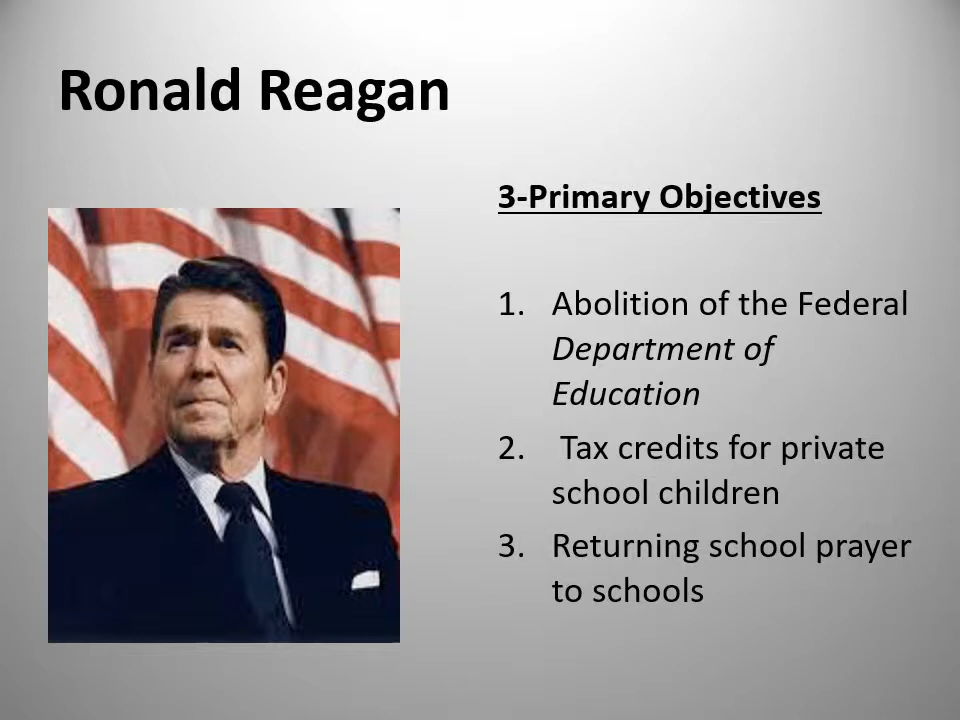 Ronald Reagan
3-Primary Objectives
1. Abolition of the Federal
Department of
Education
2. Tax credits for private
school children
3. Returning school prayer
to schools